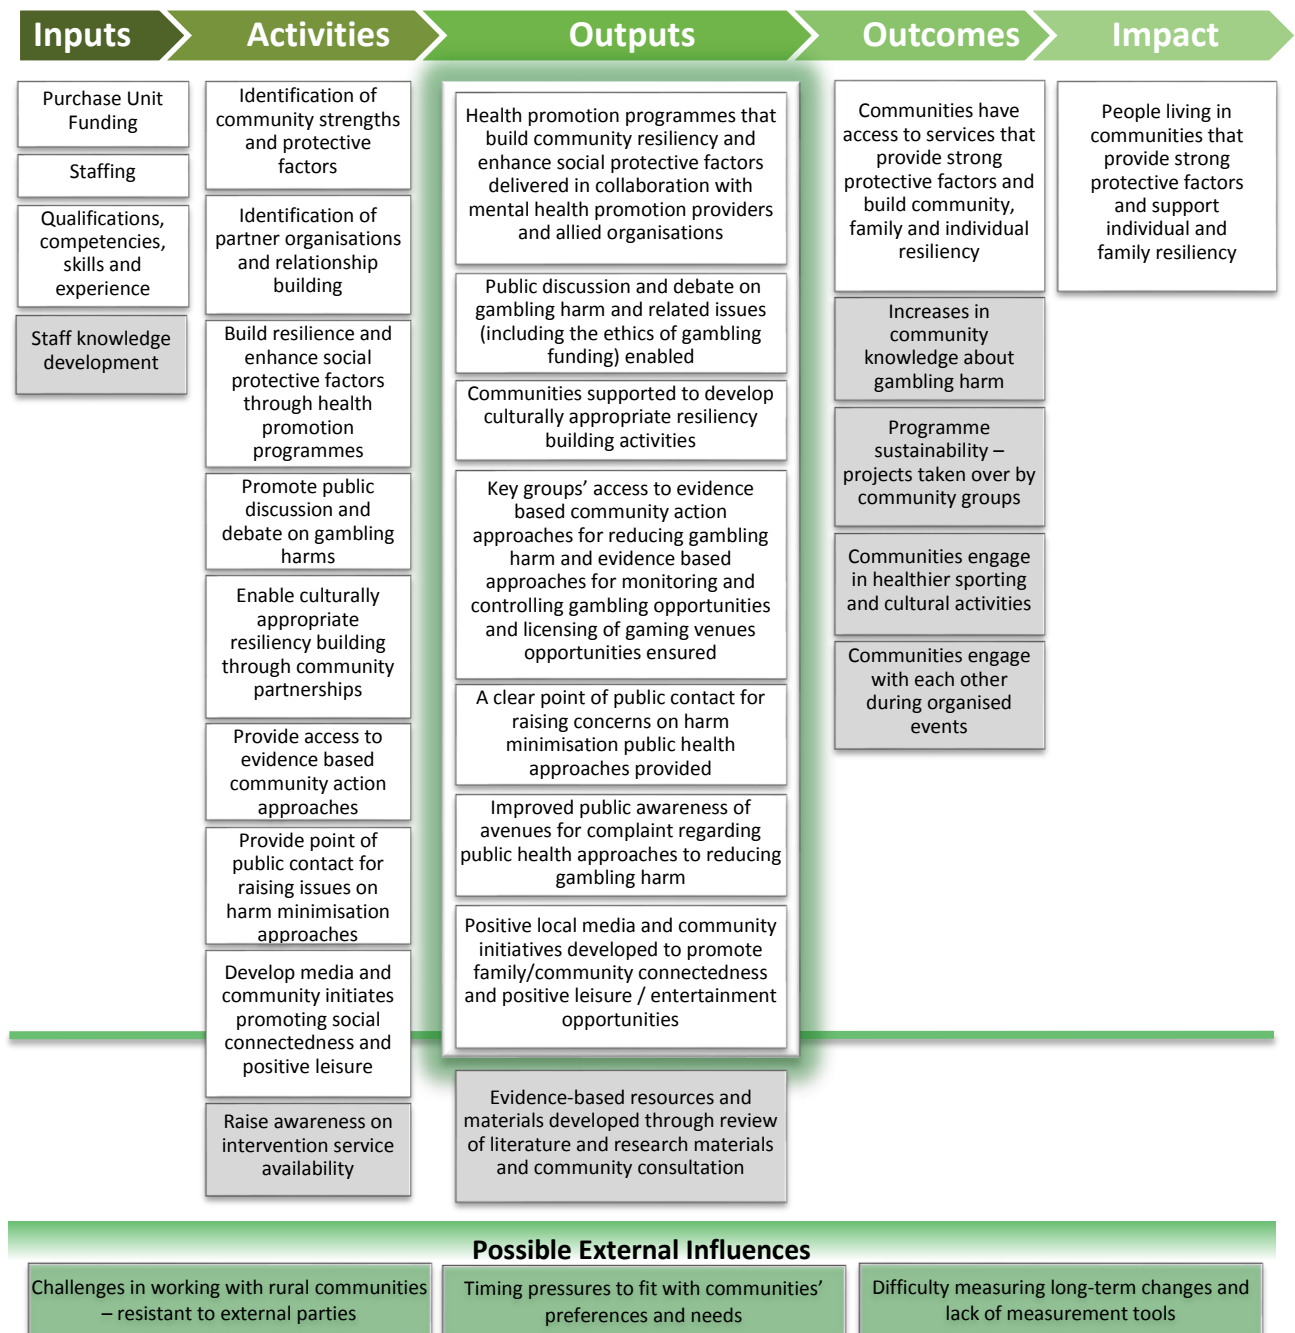 Inputs
Activities
Outputs
Outcomes
Impact
Purchase Unit
Funding
Staffing
Qualifications,
competencies,
skills and
experience
Staff knowledge
development
Identification of
community strengths
and protective
factors
Identification of
partner organisations
and relationship
building
Build resilience and
enhance social
protective factors
through health
promotion
programmes
Promote public
discussion and
debate on gambling
harms
Enable culturally
appropriate
resiliency building
through community
partnerships
Provide access to
evidence based
community action
approaches
Provide point of
public contact for
raising issues on
harm minimisation
approaches
Develop media and
community initiates
promoting social
connectedness and
positive leisure
Raise awareness on
intervention service
availability
Health promotion programmes that
build community resiliency and
enhance social protective factors
delivered in collaboration with
mental health promotion providers
and allied organisations
Public discussion and debate on
gambling harm and related issues
(including the ethics of gambling
funding) enabled
Communities supported to develop
culturally appropriate resiliency
building activities
Key groups’ access to evidence
based community action
approaches for reducing gambling
harm and evidence based
approaches for monitoring and
controlling gambling opportunities
and licensing of gaming venues
opportunities ensured
A clear point of public contact for
raising concerns on harm
minimisation public health
approaches provided
Improved public awareness of
avenues for complaint regarding
public health approaches to reducing
gambling harm
Positive local media and community
initiatives developed to promote
family/community connectedness
and positive leisure / entertainment
opportunities
Evidence-based resources and
materials developed through review
of literature and research materials
and community consultation
Communities have
access to services that
provide strong
protective factors and
build community,
family and individual
resiliency
Increases in
community
knowledge about
gambling harm
Programme
sustainability –
projects taken over by
community groups
Communities engage
in healthier sporting
and cultural activities
Communities engage
with each other
during organised
events
People living in
communities that
provide strong
protective factors
and support
individual and
family resiliency
Possible External Influences
Challenges in working with rural communities
– resistant to external parties
Timing pressures to fit with communities’
preferences and needs
Difficulty measuring long-term changes and
lack of measurement tools